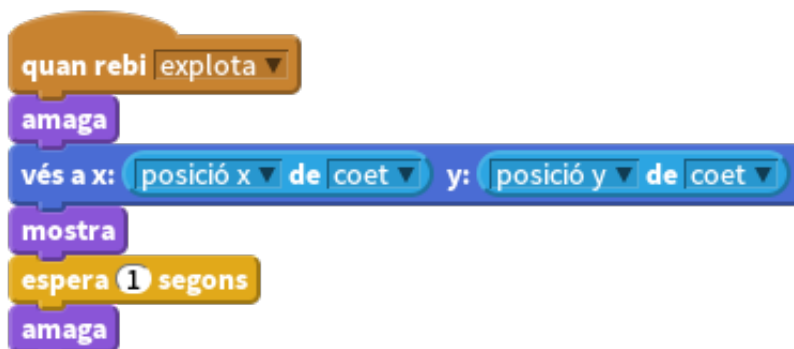 quan rebi explota
amaga
vés a x: posició x de coet y: posició y de coet
mostra
espera 1 segons
amaga